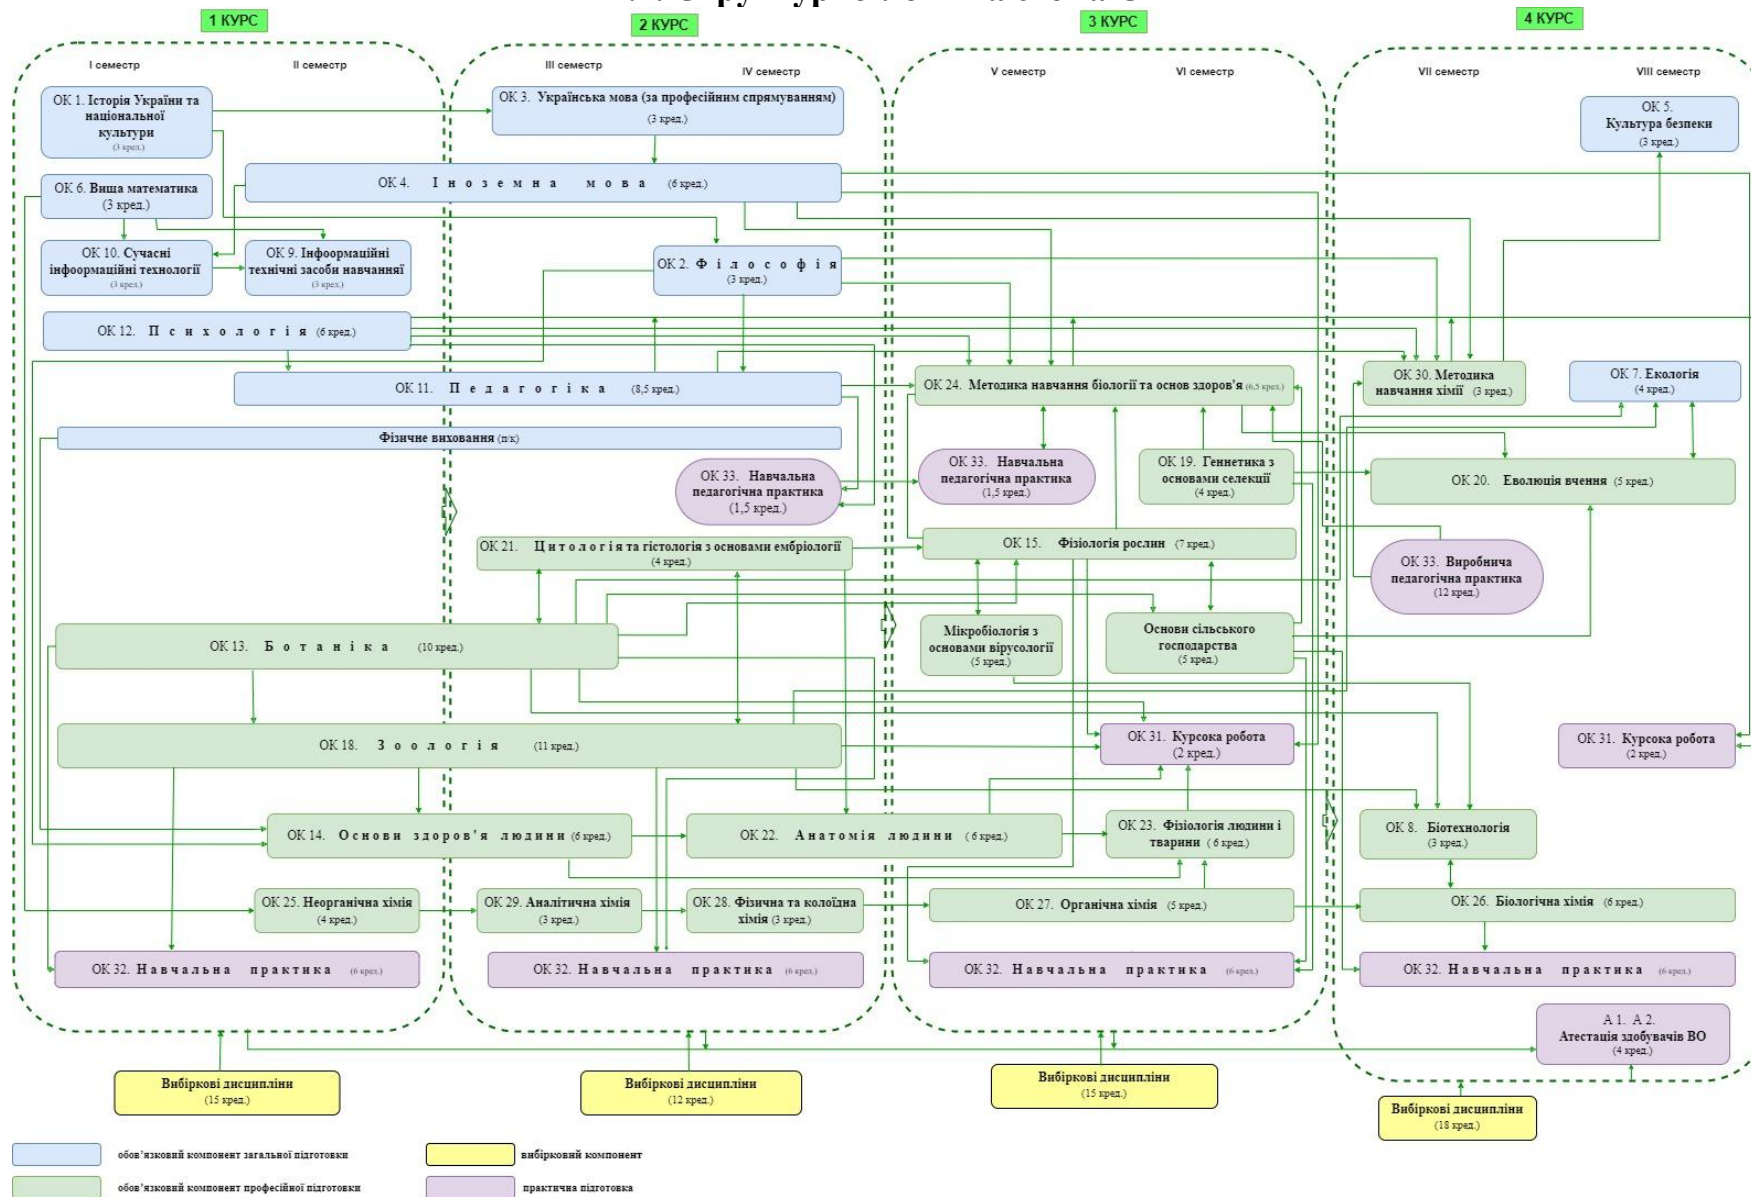 1 КУРС
2 КУРС
3 КУРС
4 КУРС
I семестр
II семестр
III семестр
IV семестр
V семестр
VI семестр
VII семестр
VIII семестр
ОК 1. Історія України та
національної
культури
(3 кред.)
ОК 3. Українська мова (за професійним спрямуванням)
(3 кред.)
ОК 5.
Культура безпеки
(3 кред.)
ОК 6. Вища математика
(3 кред.)
ОК 4. Іноземна мова (6 кред.)
ОК 10. Сучасні
інфоормаційні технології
(3 кред.)
ОК 9. Інфоормаційні
технічні засоби навчанняї
(3 кред.)
ОК 2. Філософія
(3 кред.)
ОК 12. Психологія (6 кред.)
ОК 11. Педагогіка (8,5 кред.)
ОК 24. Методика навчання біології та основ здоров'я (6,5 кред.)
ОК 30. Методика
навчання хімії (3 кред.)
ОК 7. Екологія
(4 кред.)
Фізичне виховання (п/к)
ОК 33. Навчальна
педагогічна практика
(1,5 кред.)
ОК 33. Навчальна
педагогічна практика
(1,5 кред.)
ОК 19. Геннетика з
основами селекції
(4 кред.)
ОК 20. Еволюція вчення (5 кред.)
ОК 21. Цитологія та гістологія з основами ембріології
(4 кред.)
ОК 15. Фізіологія рослин (7 кред.)
ОК 33. Виробнича
педагогічна практика
(12 кред.)
ОК 13. Ботаніка (10 кред.)
Мікробіологія з
основами вірусології
(5 кред.)
Основи сільського
господарства
(5 кред.)
ОК 18. Зоологія (11 кред.)
ОК 31. Курсока робота
(2 кред.)
ОК 31. Курсока робота
(2 кред.)
ОК 14. Основи здоров'я людини (6 кред.)
ОК 22. Анатомія людини ( 6 кред.)
ОК 23. Фізіологія людини і
тварини ( 6 кред.)
ОК 8. Біотехнологія
(3 кред.)
ОК 25. Неорганічна хімія
(4 кред.)
ОК 29. Аналітична хімія
(3 кред.)
ОК 28. Фізична та колоїдна
хімія (3 кред.)
ОК 27. Органічна хімія (5 кред.)
ОК 26. Біологічна хімія (6 кред.)
ОК 32. Навчальна практика (6 кред.)
ОК 32. Навчальна практика (6 кред.)
ОК 32. Навчальна практика (6 кред.)
ОК 32. Навчальна практика (6 кред.)
А 1. А 2.
Атестація здобувачів ВО
(4 кред.)
Вибіркові дисципліни
(15 кред.)
Вибіркові дисципліни
(12 кред.)
Вибіркові дисципліни
(15 кред.)
Вибіркові дисципліни
(18 кред.)
обов'язковий компонент загальної підготовки
вибірковий компонент
обов'язковий компонент професійної підготовки
практична підготовка